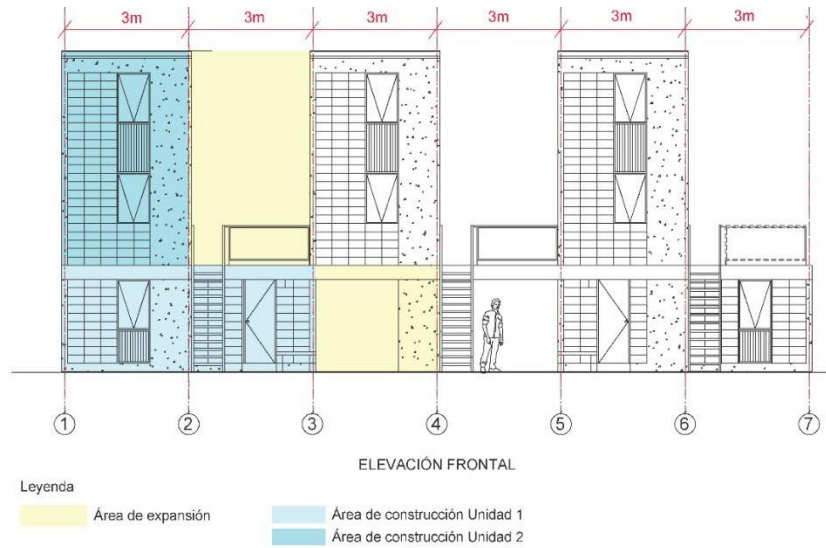 3m 3m 3m 3m 3m 3m
1 2 3 4 5 6 7
ELEVACIÓN FRONTAL
Leyenda
Área de expansión
Área de construcción Unidad 1
Área de construcción Unidad 2